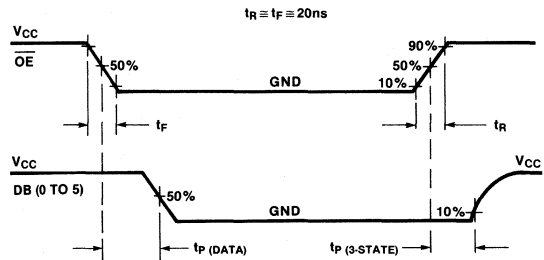 tR ≅ tF ≅ 20ns
VCC
OE
50%
GND
90%
50%
10%
tF
tR
VCC
DB (0 TO 5)
50%
GND
10%
VCC
tP (DATA)
tP (3-STATE)